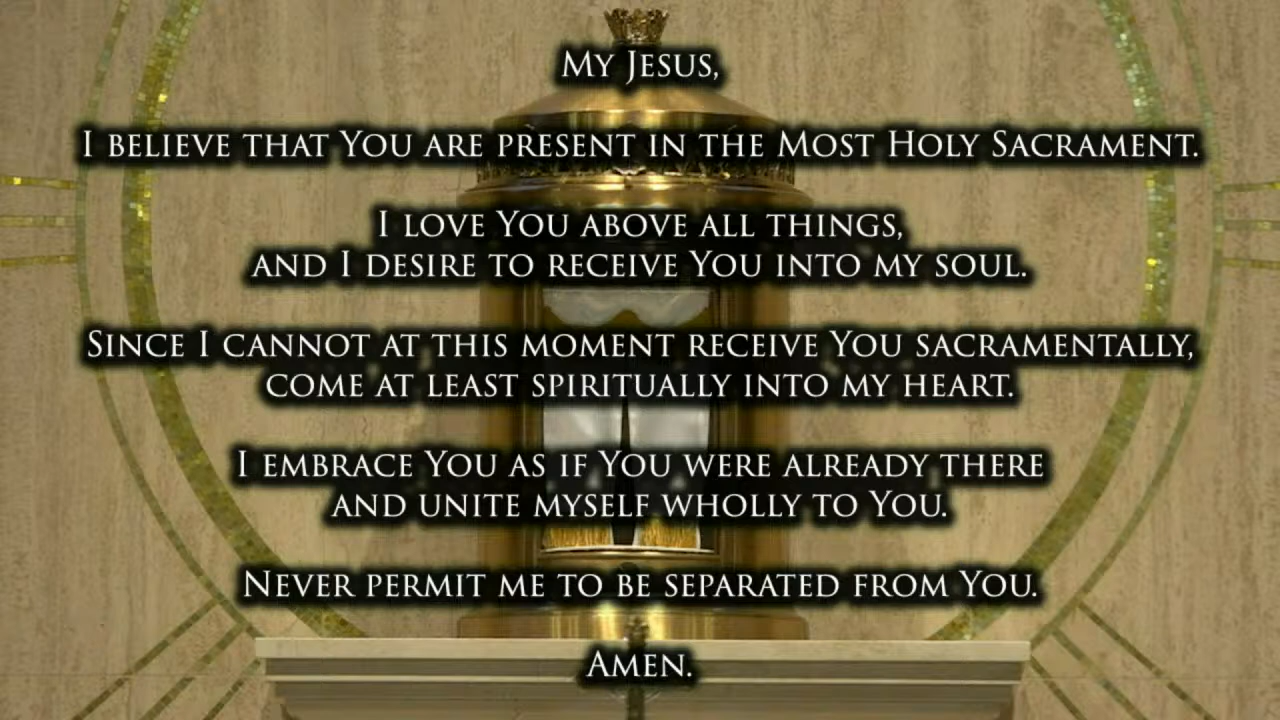 My Jesus,
I believe that You are present in the Most Holy Sacrament.
I love You above all things,
and I desire to receive You into my soul.
Since I cannot at this moment receive You sacramentally,
come at least spiritually into my heart.
I embrace You as if You were already there
and unite myself wholly to You.
Never permit me to be separated from You.
Amen.